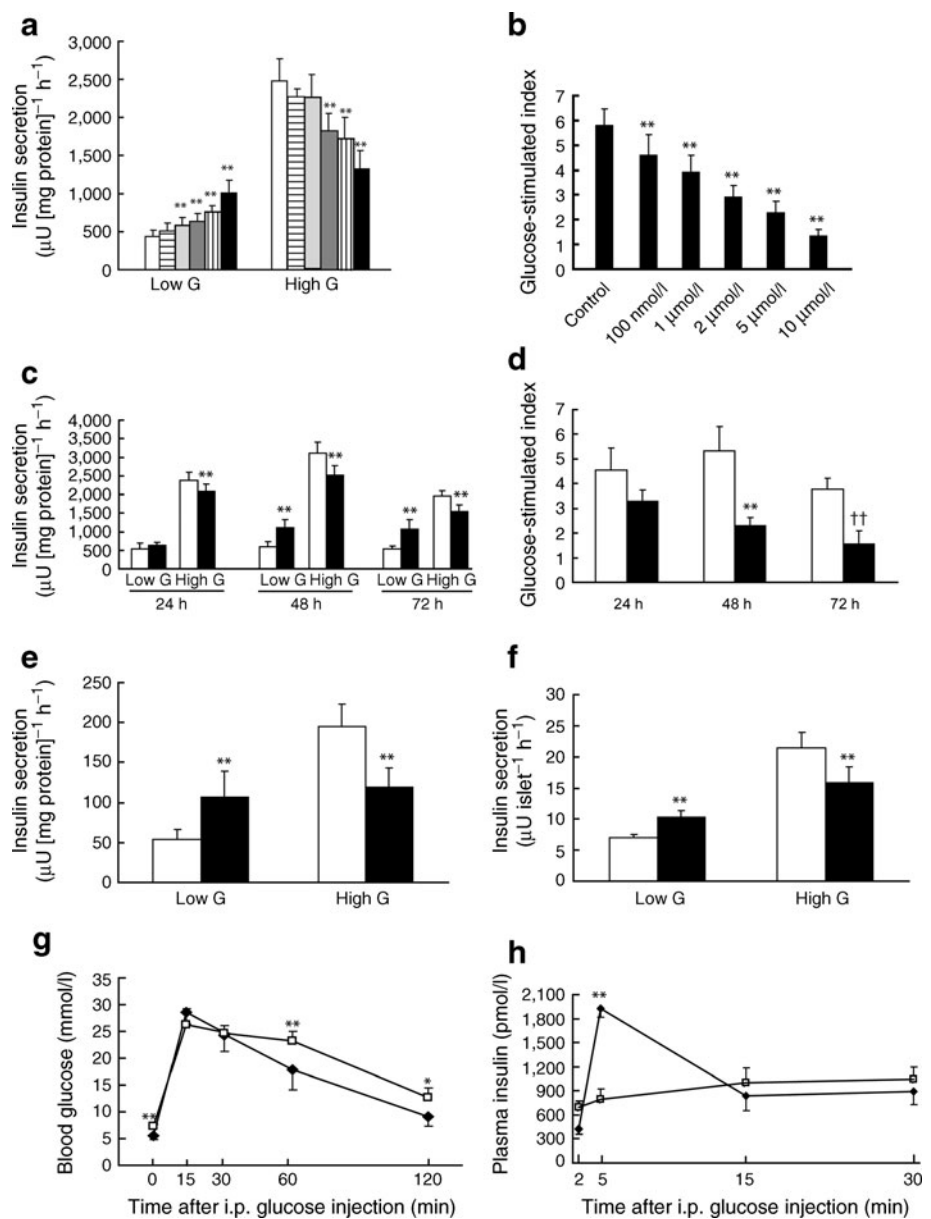 a
Insulin secretion
(µU [mg protein]⁻¹ h⁻¹)
3,000
2,500
2,000
1,500
1,000
500
0
** ** ** **
** ** **
Low G High G
b
Glucose-stimulated index
7
6
5
4
3
2
1
0
** ** ** ** **
Control 100 nmol/l 1 µmol/l 2 µmol/l 5 µmol/l 10 µmol/l
c
Insulin secretion
(µU [mg protein]⁻¹ h⁻¹)
4,000
3,500
3,000
2,500
2,000
1,500
1,000
500
0
** ** ** ** **
Low G High G Low G High G Low G High G
24 h 48 h 72 h
d
Glucose-stimulated index
7
6
5
4
3
2
1
0
** ††
24 h 48 h 72 h
e
Insulin secretion
(µU [mg protein]⁻¹ h⁻¹)
250
200
150
100
50
0
** **
Low G High G
f
Insulin secretion
(µU islet⁻¹ h⁻¹)
30
25
20
15
10
5
0
** **
Low G High G
g
Blood glucose (mmol/l)
35
30
25
20
15
10
5
0
** ** *
0 15 30 60 120
Time after i.p. glucose injection (min)
h
Plasma insulin (pmol/l)
2,100
1,800
1,500
1,200
900
600
300
0
**
2 5 15 30
Time after i.p. glucose injection (min)